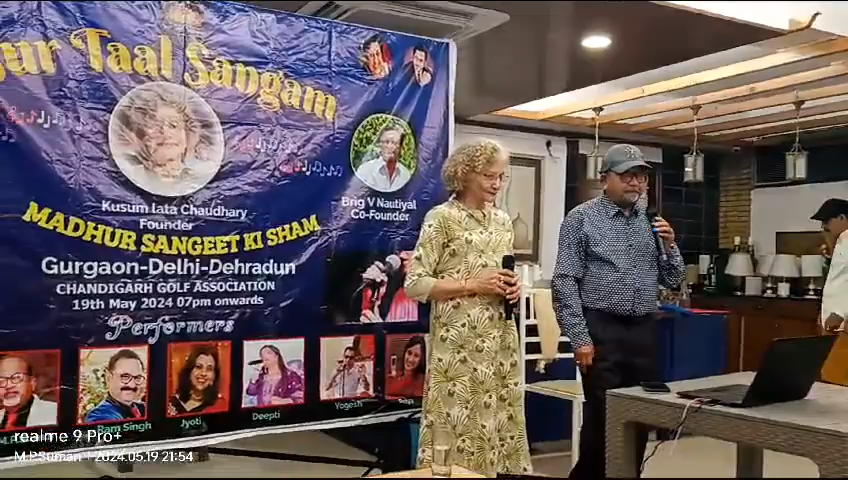 ur Taal Sangam
Kusum Lata Chaudhary
Founder
Brig V Nautiyal
Co-FOUNDER
MADHUR SANGEET KI SHAM
Gurgaon-Delhi-Dehradun
CHANDIGARH GOLF ASSOCIATION
19th MAY 2024 07PM onwards
Performers
Ram Singh
Jyoti
Deepti
Yogesh
realme 9 Pro+
M.P.Suman 2024.05.19 21:54